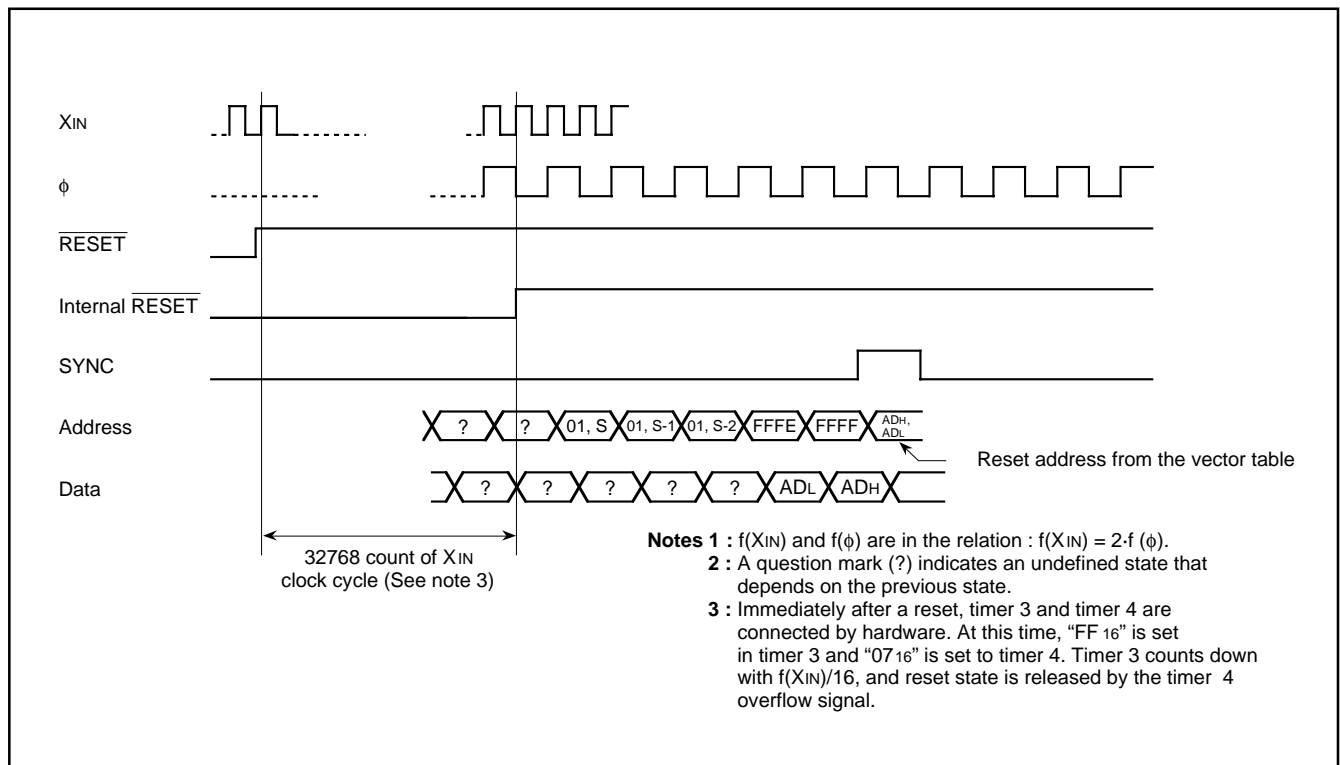 XIN
ϕ
RESET
Internal RESET
SYNC
Address
? ? 01, S 01, S-1 01, S-2 FFFE FFFF ADH,
ADL
Reset address from the vector table
Data
? ? ? ? ? ADL ADH
32768 count of XIN
clock cycle (See note 3)
Notes 1 : f(XIN) and f(ϕ) are in the relation : f(XIN) = 2·f (ϕ).
2 : A question mark (?) indicates an undefined state that
depends on the previous state.
3 : Immediately after a reset, timer 3 and timer 4 are
connected by hardware. At this time, “FF 16” is set
in timer 3 and “0716” is set to timer 4. Timer 3 counts down
with f(XIN)/16, and reset state is released by the timer 4
overflow signal.